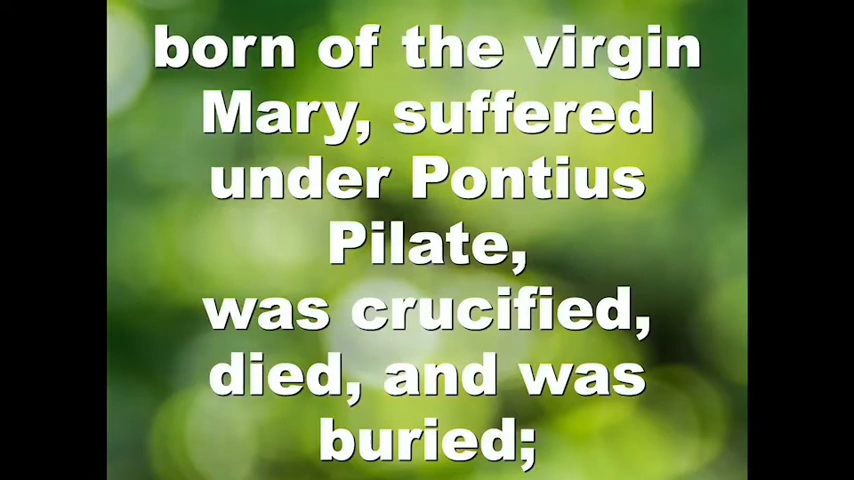 born of the virgin
Mary, suffered
under Pontius
Pilate,
was crucified,
died, and was
buried;